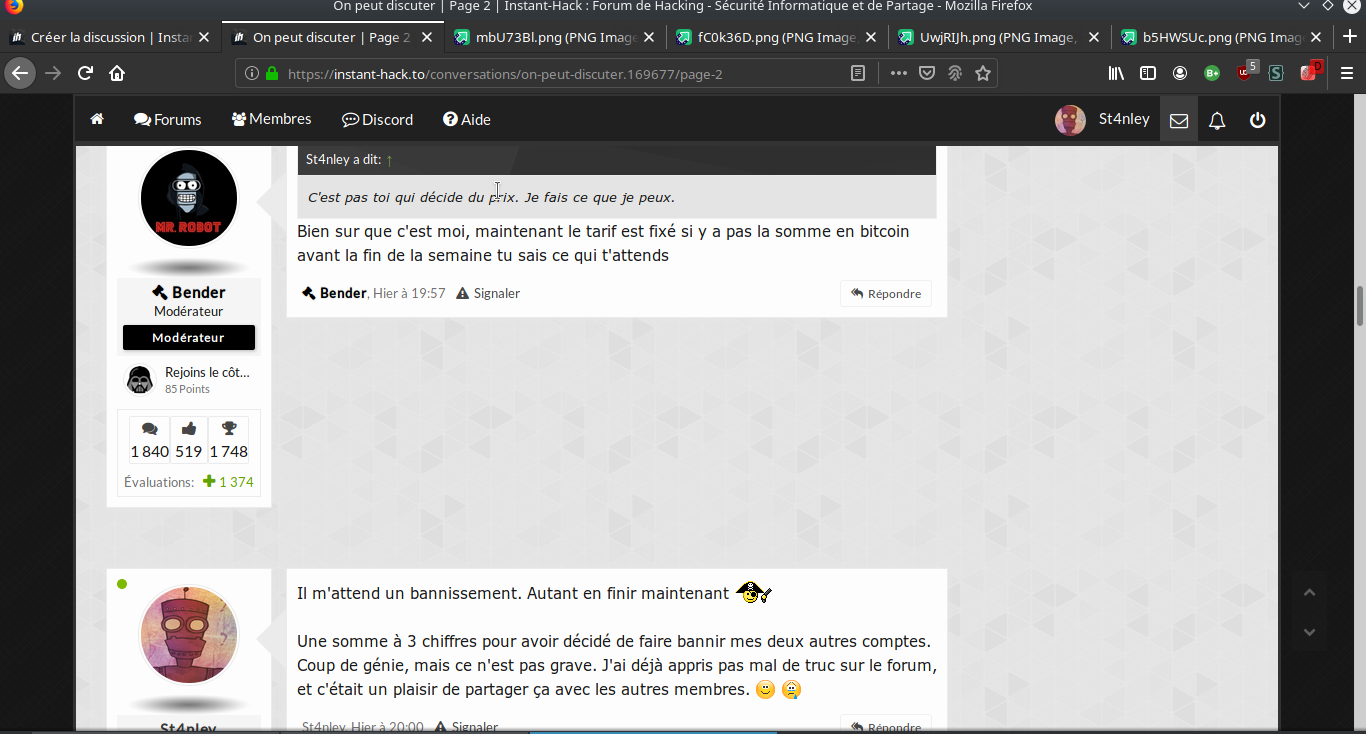 On peut discuter | Page 2 | Instant-Hack : Forum de Hacking - Sécurité Informatique et de Partage - Mozilla Firefox
Créer la discussion | Insta
On peut discuter | Page 2
mbU73Bl.png (PNG Image
fC0k36D.png (PNG Image,
UwjRIJh.png (PNG Image,
b5HWSUc.png (PNG Image
https://instant-hack.to/conversations/on-peut-discuter.169677/page-2
5
Forums
Membres
Discord
Aide
St4nley
St4nley a dit: ↑
C'est pas toi qui décide du prix. Je fais ce que je peux.
MR. ROBOT
Bien sur que c'est moi, maintenant le tarif est fixé si y a pas la somme en bitcoin
avant la fin de la semaine tu sais ce qui t'attends
Bender, Hier à 19:57 Signaler
Répondre
Bender
Modérateur
Modérateur
Rejoins le côt...
85 Points
1 840 519 1 748
Évaluations: 1 374
Il m'attend un bannissement. Autant en finir maintenant
Une somme à 3 chiffres pour avoir décidé de faire bannir mes deux autres comptes.
Coup de génie, mais ce n'est pas grave. J'ai déjà appris pas mal de truc sur le forum,
et c'était un plaisir de partager ça avec les autres membres.
St4nley, Hier à 20:00 Signaler
Répondre
St4nley